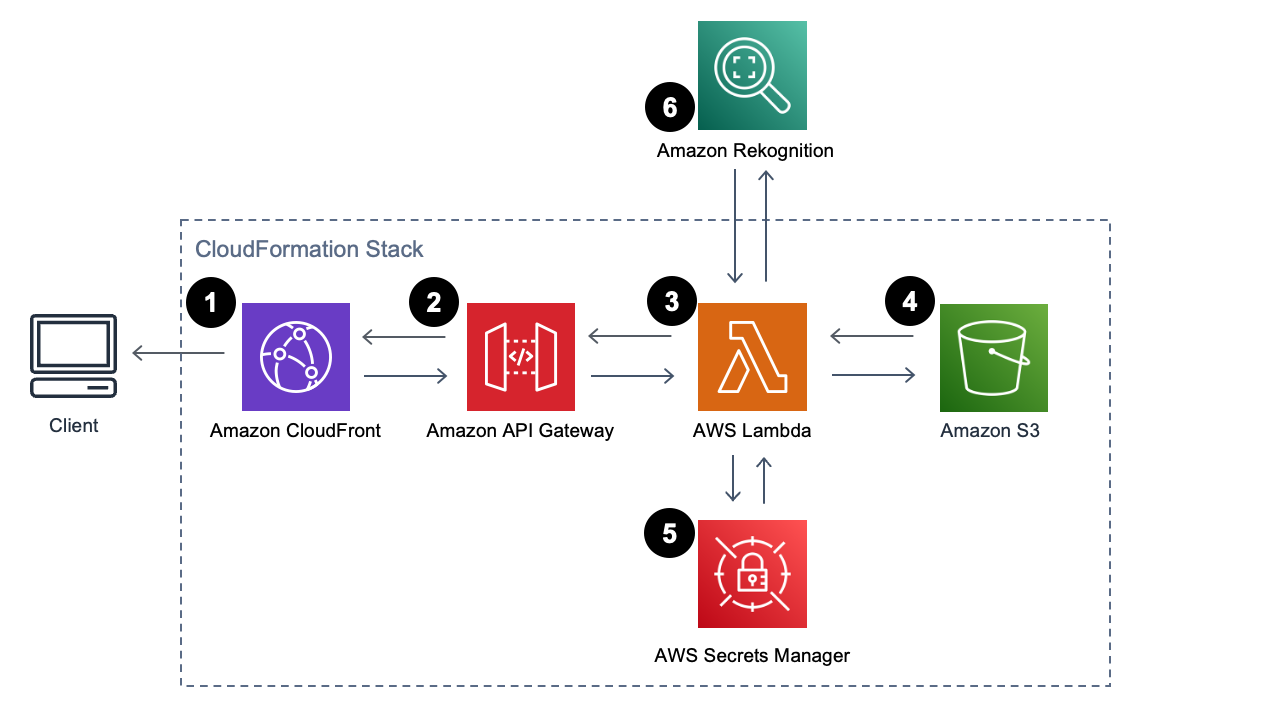 6
Amazon Rekognition
CloudFormation Stack
1
2
3
4
</>
Client
Amazon CloudFront
Amazon API Gateway
AWS Lambda
Amazon S3
5
AWS Secrets Manager